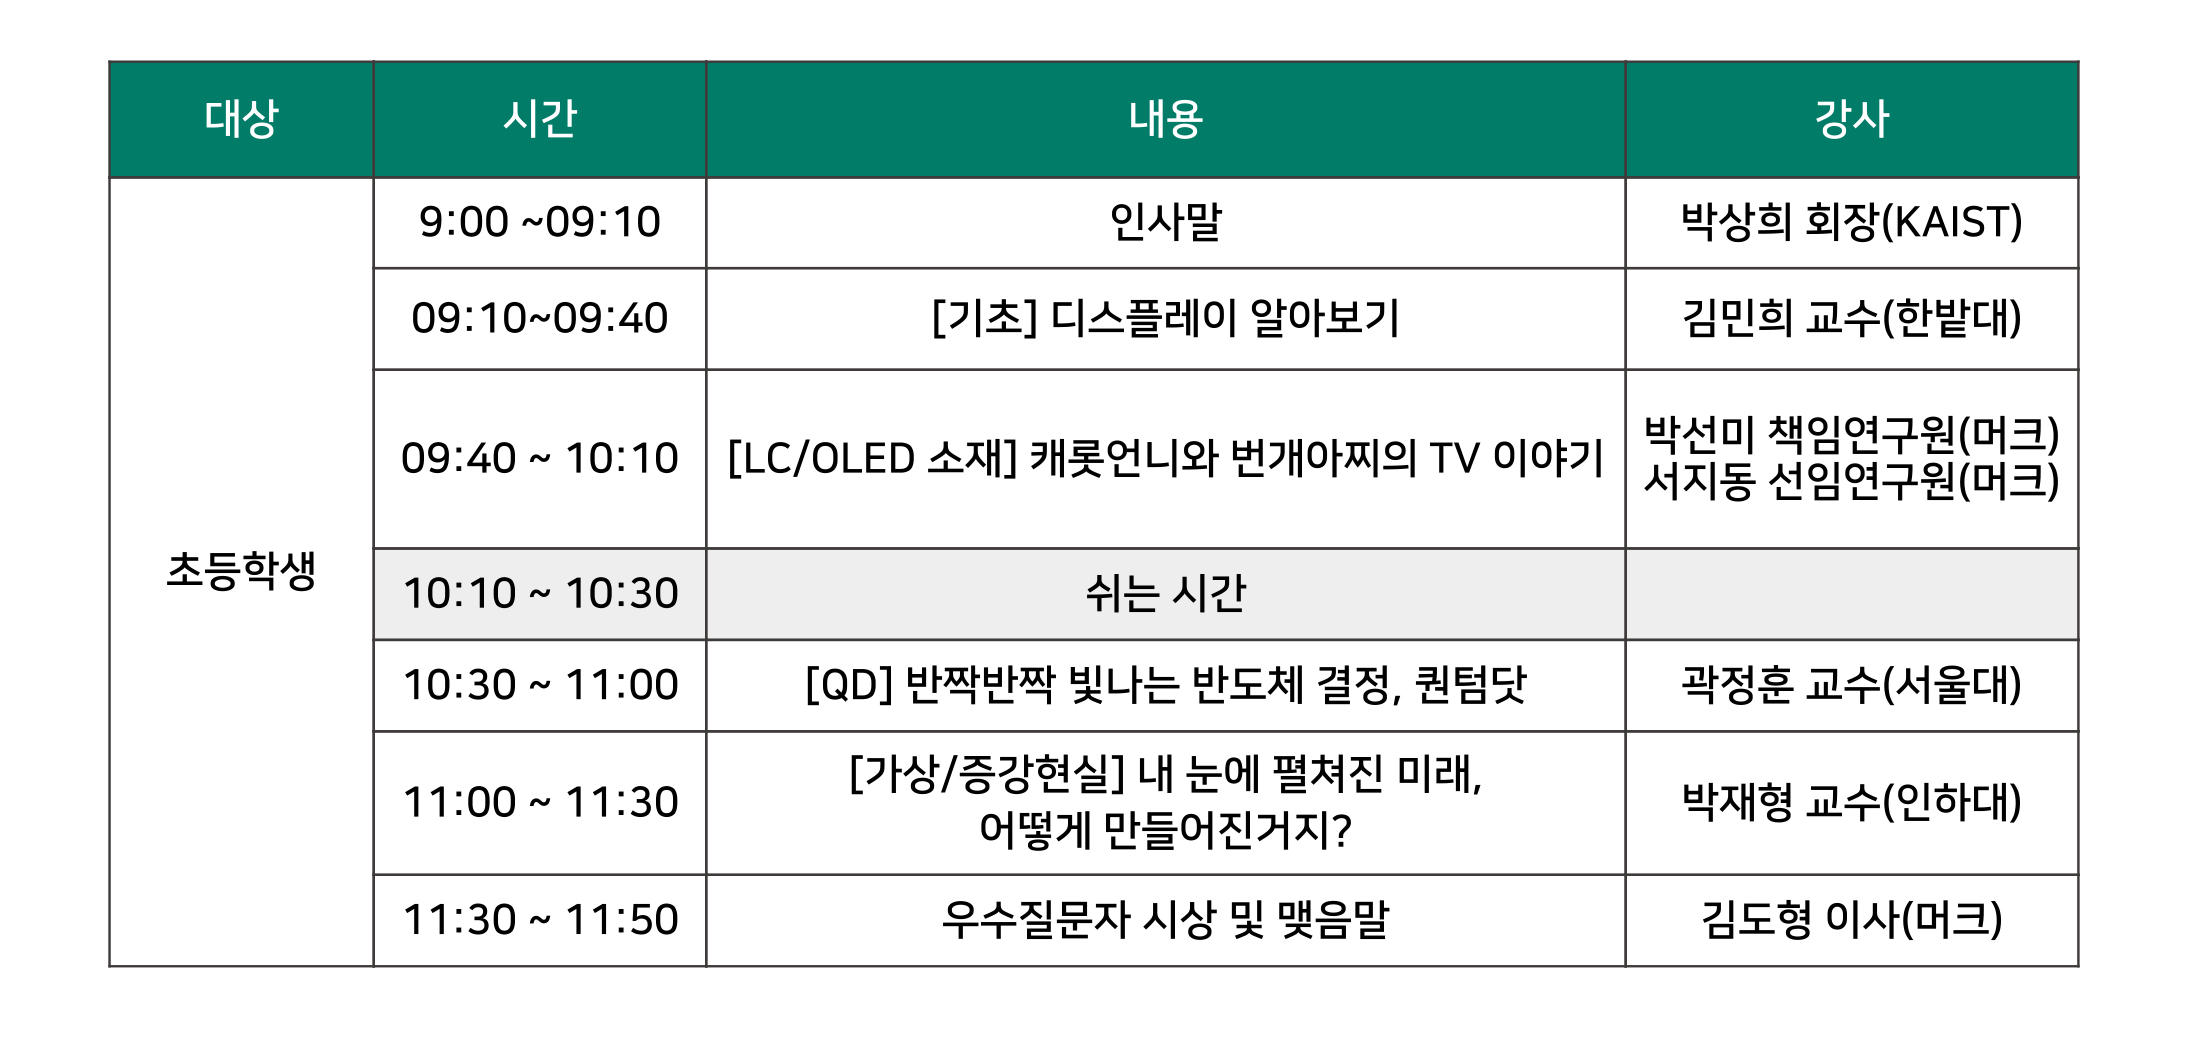 대상 시간 내용 강사
초등학생
9:00 ~09:10 인사말 박상희 회장(KAIST)
09:10~09:40 [기초] 디스플레이 알아보기 김민희 교수(한밭대)
09:40 ~ 10:10 [LC/OLED 소재] 캐롯언니와 번개아찌의 TV 이야기 박선미 책임연구원(머크)
서지동 선임연구원(머크)
10:10 ~ 10:30 쉬는 시간
10:30 ~ 11:00 [QD] 반짝반짝 빛나는 반도체 결정, 퀀텀닷 곽정훈 교수(서울대)
11:00 ~ 11:30 [가상/증강현실] 내 눈에 펼쳐진 미래,
어떻게 만들어진거지? 박재형 교수(인하대)
11:30 ~ 11:50 우수질문자 시상 및 맺음말 김도형 이사(머크)